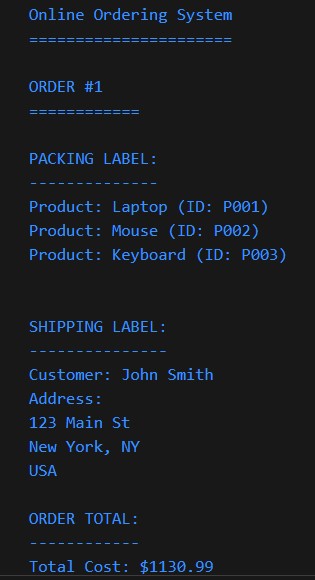 Online Ordering System
======================
ORDER #1
============
PACKING LABEL:
--------------
Product: Laptop (ID: P001)
Product: Mouse (ID: P002)
Product: Keyboard (ID: P003)
SHIPPING LABEL:
---------------
Customer: John Smith
Address:
123 Main St
New York, NY
USA
ORDER TOTAL:
------------
Total Cost: $1130.99